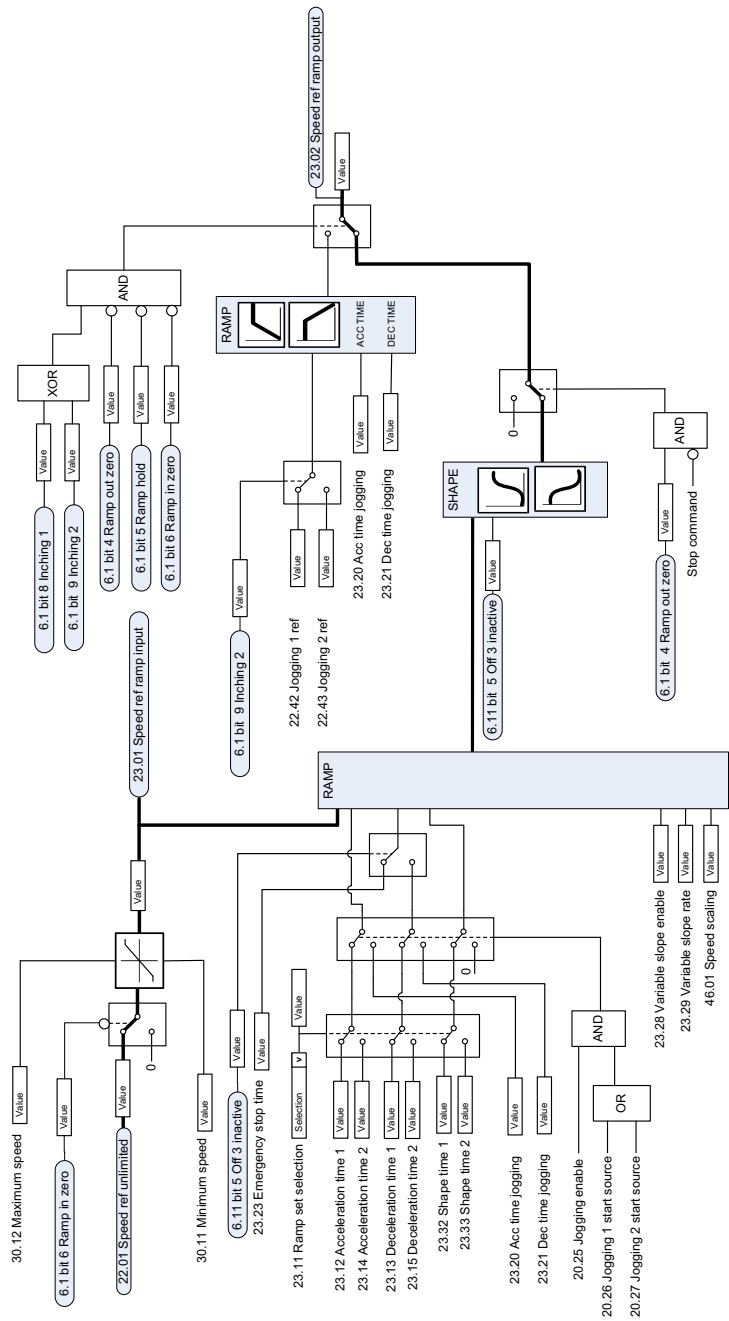 30.12 Maximum speed
Value
6.1 bit 6 Ramp in zero
Value
22.01 Speed ref unlimited
Value
0
30.11 Minimum speed
Value
Value
23.01 Speed ref ramp input
6.11 bit 5 Off 3 inactive
Value
23.23 Emergency stop time
Value
23.11 Ramp set selection
Selection
v
Value
23.12 Acceleration time 1
Value
23.14 Acceleration time 2
Value
23.13 Deceleration time 1
Value
23.15 Deceleration time 2
Value
23.32 Shape time 1
Value
23.33 Shape time 2
Value
0
23.20 Acc time jogging
Value
23.21 Dec time jogging
Value
20.25 Jogging enable
AND
20.26 Jogging 1 start source
20.27 Jogging 2 start source
OR
RAMP
23.28 Variable slope enable
Value
23.29 Variable slope rate
Value
46.01 Speed scaling
Value
6.1 bit 8 Inching 1
Value
6.1 bit 9 Inching 2
Value
XOR
6.1 bit 4 Ramp out zero
Value
6.1 bit 5 Ramp hold
Value
6.1 bit 6 Ramp in zero
Value
AND
6.1 bit 9 Inching 2
Value
22.42 Jogging 1 ref
Value
22.43 Jogging 2 ref
Value
23.20 Acc time jogging
Value
23.21 Dec time jogging
Value
RAMP
ACC TIME
DEC TIME
23.02 Speed ref ramp output
Value
SHAPE
6.11 bit 5 Off 3 inactive
Value
0
6.1 bit 4 Ramp out zero
Value
Stop command
AND